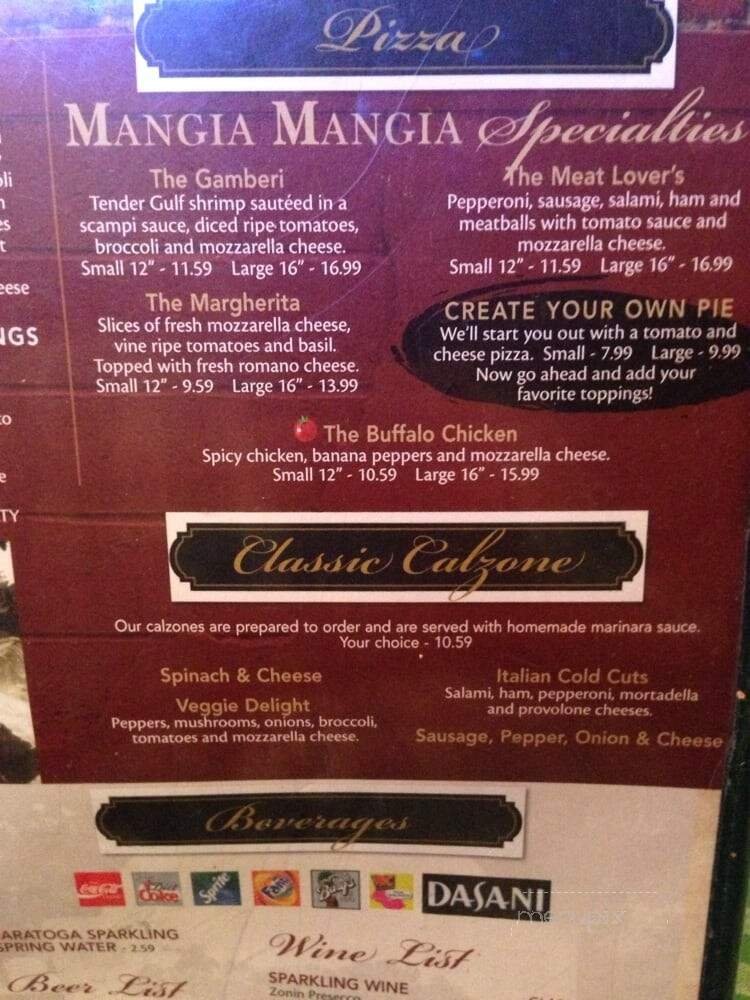 Pizza
MANGIA MANGIA Specialties
The Gamberi
Tender Gulf shrimp sautéed in a
scampi sauce, diced ripe tomatoes,
broccoli and mozzarella cheese.
Small 12" - 11.59 Large 16" - 16.99
The Margherita
Slices of fresh mozzarella cheese,
vine ripe tomatoes and basil.
Topped with fresh romano cheese.
Small 12" - 9.59 Large 16" - 13.99
The Meat Lover's
Pepperoni, sausage, salami, ham and
meatballs with tomato sauce and
mozzarella cheese.
Small 12" - 11.59 Large 16" - 16.99
CREATE YOUR OWN PIE
We'll start you out with a tomato and
cheese pizza. Small - 7.99 Large - 9.99
Now go ahead and add your
favorite toppings!
The Buffalo Chicken
Spicy chicken, banana peppers and mozzarella cheese.
Small 12" - 10.59 Large 16" - 15.99
Classic Calzone
Our calzones are prepared to order and are served with homemade marinara sauce.
Your choice - 10.59
Spinach & Cheese
Veggie Delight
Peppers, mushrooms, onions, broccoli,
tomatoes and mozzarella cheese.
Italian Cold Cuts
Salami, ham, pepperoni, mortadella
and provolone cheeses.
Sausage, Pepper, Onion & Cheese
Beverages
Coca-Cola
Diet Coke
Sprite
Fanta
Barq's
DASANI
ARATOGA SPARKLING
SPRING WATER - 2.59
Beer List
Wine List
SPARKLING WINE
Zonin Presecco
menupix